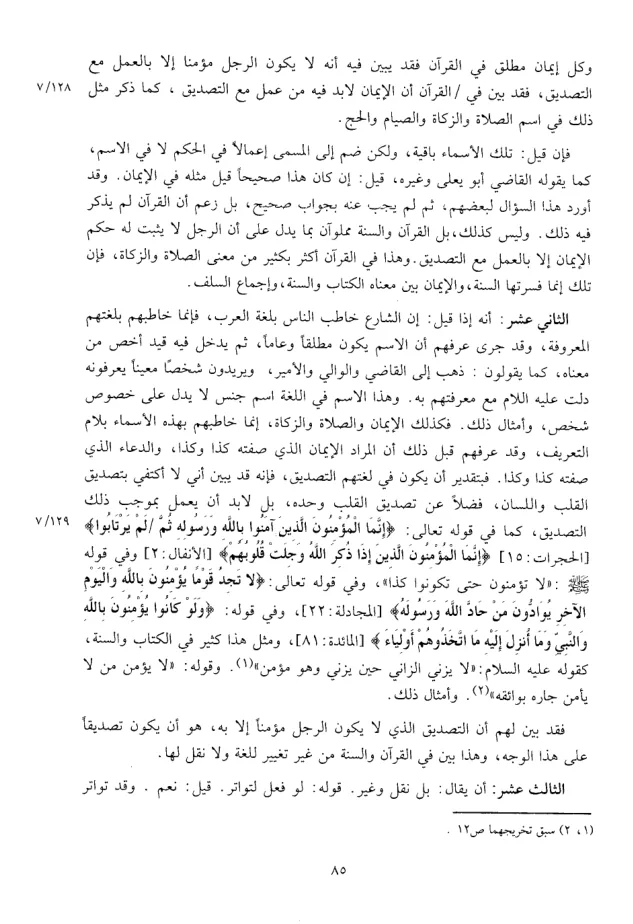 وكل إيمان مطلق في القرآن فقد يبين فيه أنه لا يكون الرجل مؤمنا إلا بالعمل مع
٧/١٢٨ التصديق، فقد بين في /القرآن أن الإيمان لابد فيه من عمل مع التصديق ، كما ذكر مثل
ذلك في اسم الصلاة والزكاة والصيام والحج.
فإن قيل: تلك الأسماء باقية، ولكن ضم إلى المسمى إعمالاً في الحكم لا في الاسم،
كما يقوله القاضي أبو يعلى وغيره، قيل: إن كان هذا صحيحاً قيل مثله في الإيمان. وقد
أورد هذا السؤال لبعضهم، ثم لم يجب عنه بجواب صحيح، بل زعم أن القرآن لم يذكر
فيه ذلك. وليس كذلك،بل القرآن والسنة مملوآن بما يدل على أن الرجل لا يثبت له حكم
الإيمان إلا بالعمل مع التصديق.وهذا في القرآن أكثر بكثير من معنى الصلاة والزكاة، فإن
تلك إنما فسرتها السنة،والإيمان بين معناه الكتاب والسنة،وإجماع السلف.
الثاني عشر: أنه إذا قيل: إن الشارع خاطب الناس بلغة العرب، فإنما خاطبهم بلغتهم
المعروفة، وقد جرى عرفهم أن الاسم يكون مطلقاً وعاماً، ثم يدخل فيه قيد أخص من
معناه، كما يقولون : ذهب إلى القاضي والوالي والأمير، ويريدون شخصًا معيناً يعرفونه
دلت عليه اللام مع معرفتهم به. وهذا الاسم في اللغة اسم جنس لا يدل على خصوص
شخص، وأمثال ذلك. فكذلك الإيمان والصلاة والزكاة، إنما خاطبهم بهذه الأسماء بلام
التعريف، وقد عرفهم قبل ذلك أن المراد الإيمان الذي صفته كذا وكذا، والدعاء الذي
صفته كذا وكذا. فبتقدير أن يكون في لغتهم التصديق، فإنه قد يبين أني لا أكتفي بتصديق
القلب واللسان، فضلاً عن تصديق القلب وحده، بل لابد أن يعمل بموجب ذلك
٧/١٢٩ التصديق، كما في قوله تعالى: ﴿إِنَّمَا الْمُؤْمِنُونَ الَّذِينَ آمَنُوا بِاللَّهِ وَرَسُولِهِ ثُمَّ /لَمْ يَرْتَابُوا﴾
[الحجرات:١٥] ﴿إِنَّمَا الْمُؤْمِنُونَ الَّذِينَ إِذَا ذُكِرَ اللَّهُ وَجِلَتْ قُلُوبُهُمْ﴾ [الأنفال:٢] وفي قوله
ﷺ :«لا تؤمنون حتى تكونوا كذا»، وفي قوله تعالى:﴿لا تَجِدُ قَوْمًا يُؤْمِنُونَ بِاللَّهِ وَالْيَوْمِ
الآخِرِ يُوَادُّونَ مَنْ حَادَّ اللَّهَ وَرَسُولَهُ﴾ [المجادلة:٢٢]، وفي قوله: ﴿وَلَوْ كَانُوا يُؤْمِنُونَ بِاللَّهِ
وَالنَّبِيِّ وَمَا أُنزِلَ إِلَيْهِ مَا اتَّخَذُوهُمْ أَوْلِيَاءَ ﴾ [المائدة:٨١]، ومثل هذا كثير في الكتاب والسنة،
كقوله عليه السلام:«لا يزني الزاني حين يزني وهو مؤمن»(١). وقوله: «لا يؤمن من لا
يأمن جاره بوائقه»(٢). وأمثال ذلك.
فقد بين لهم أن التصديق الذي لا يكون الرجل مؤمناً إلا به، هو أن يكون تصديقاً
على هذا الوجه، وهذا بين في القرآن والسنة من غير تغيير للغة ولا نقل لها.
الثالث عشر: أن يقال: بل نقل وغير. قوله: لو فعل لتواتر. قيل: نعم . وقد تواتر
(١، ٢) سبق تخريجهما ص١٢ .
٨٥